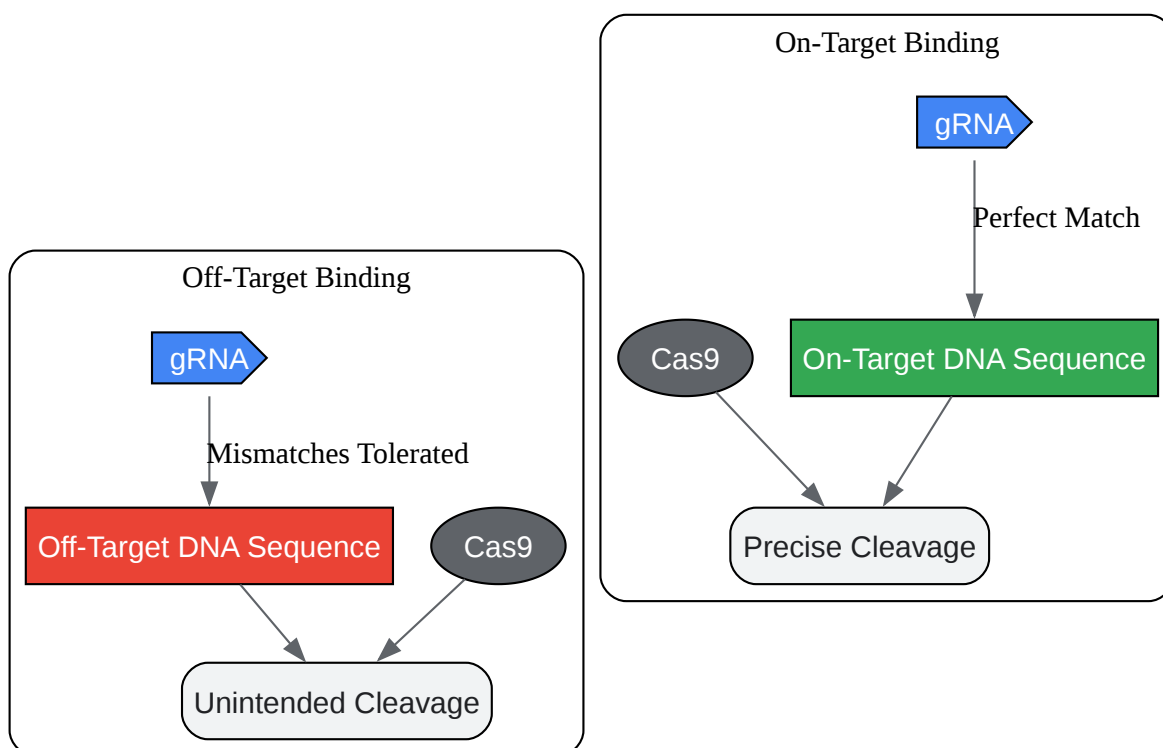 On-Target Binding
gRNA
Perfect Match
Cas9
On-Target DNA Sequence
Precise Cleavage
Off-Target Binding
gRNA
Mismatches Tolerated
Off-Target DNA Sequence
Cas9
Unintended Cleavage